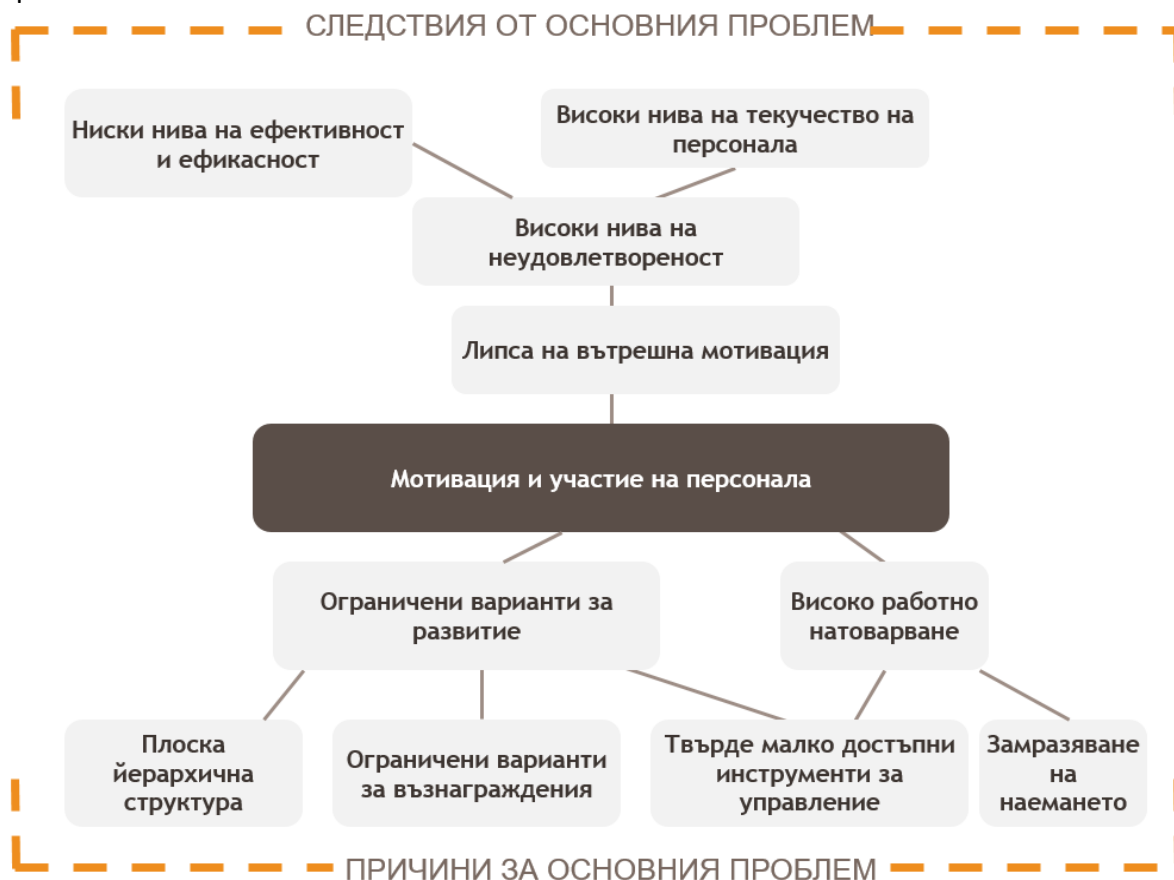 СЛЕДСТВИЯ ОТ ОСНОВНИЯ ПРОБЛЕМ
Ниски нива на ефективност
и ефикасност
Високи нива на текучество на
персонала
Високи нива на
неудовлетвореност
Липса на вътрешна мотивация
Мотивация и участие на персонала
Ограничени варианти за
развитие
Високо работно
натоварване
Плоска
йерархична
структура
Ограничени варианти
за възнаграждения
Твърде малко достъпни
инструменти за
управление
Замразяване
на
наемането
ПРИЧИНИ ЗА ОСНОВНИЯ ПРОБЛЕМ